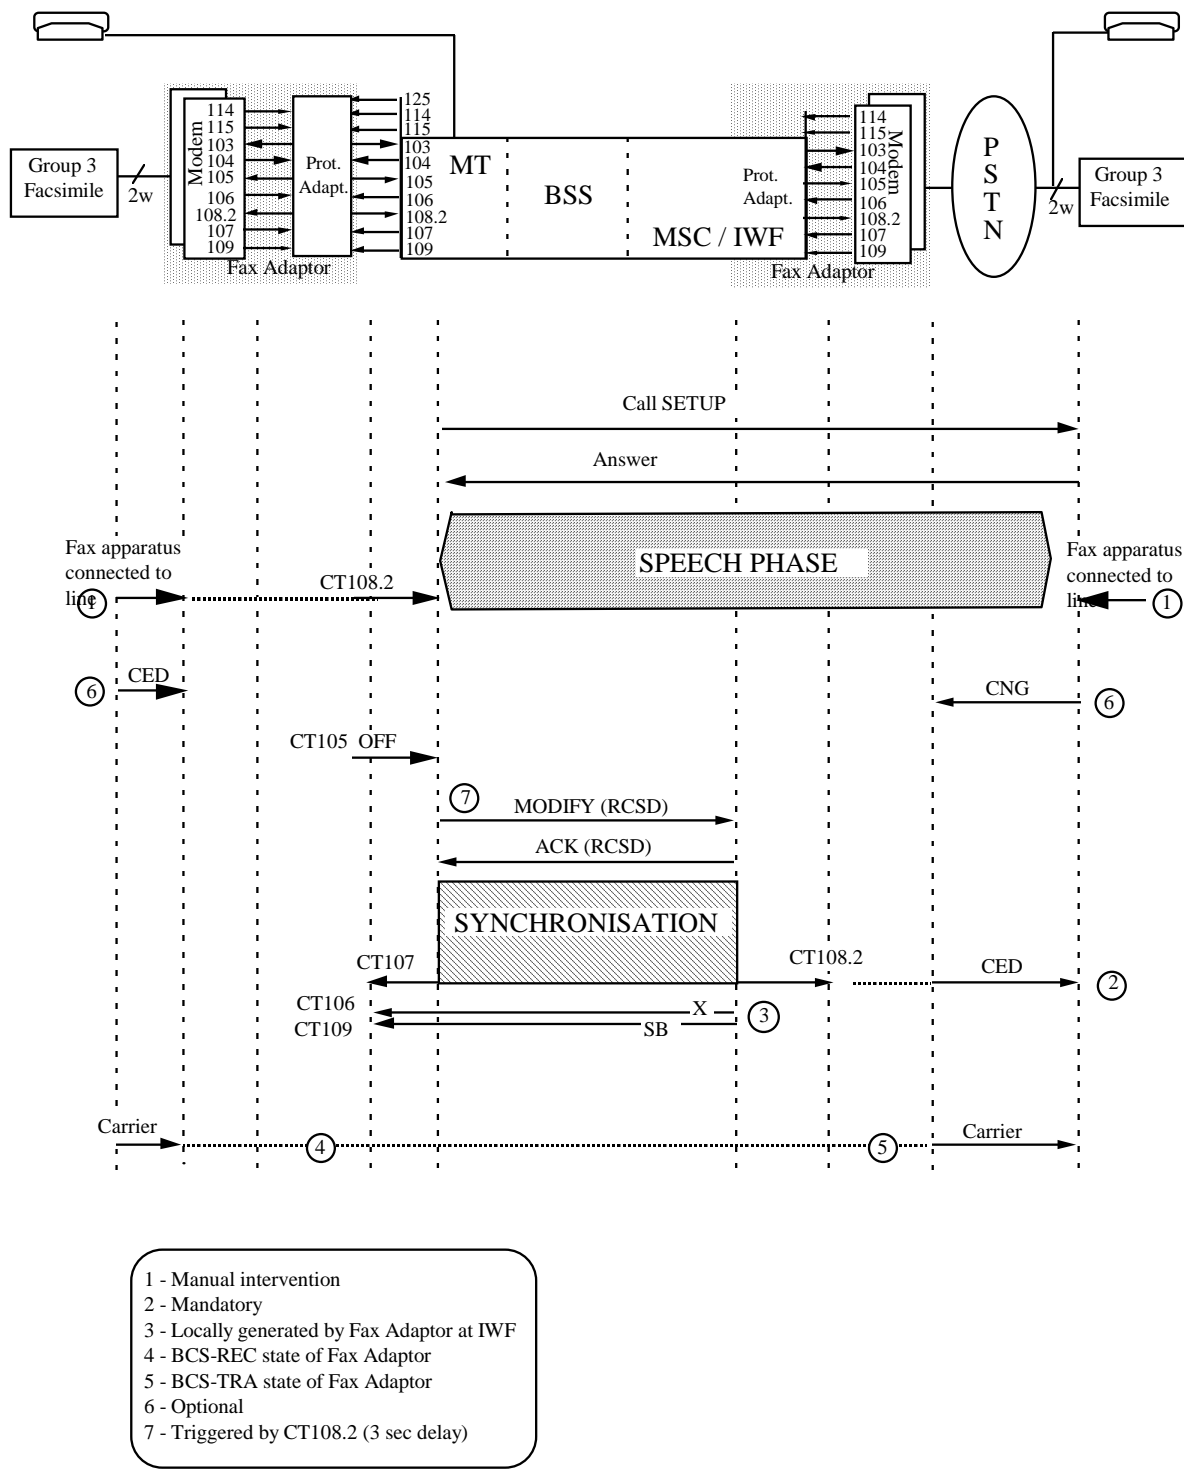 Group 3
Facsimile
2w
Modem
114
115
103
104
105
106
108.2
107
109
Prot.
Adapt.
Fax Adaptor
125
114
115
103
104
105
106
108.2
107
109
MT
BSS
MSC / IWF
Prot.
Adapt.
Fax Adaptor
114
115
103
104
105
106
108.2
107
109
Modem
P
S
T
N
2w
Group 3
Facsimile
Call SETUP
Answer
SPEECH PHASE
Fax apparatus
connected to
line
1
CT108.2
Fax apparatus
connected to
line
1
6
CED
CNG
6
CT105 OFF
7
MODIFY (RCSD)
ACK (RCSD)
SYNCHRONISATION
CT107
CT108.2
CED
2
CT106
X
3
CT109
SB
Carrier
4
5
Carrier
1 - Manual intervention
2 - Mandatory
3 - Locally generated by Fax Adaptor at IWF
4 - BCS-REC state of Fax Adaptor
5 - BCS-TRA state of Fax Adaptor
6 - Optional
7 - Triggered by CT108.2 (3 sec delay)